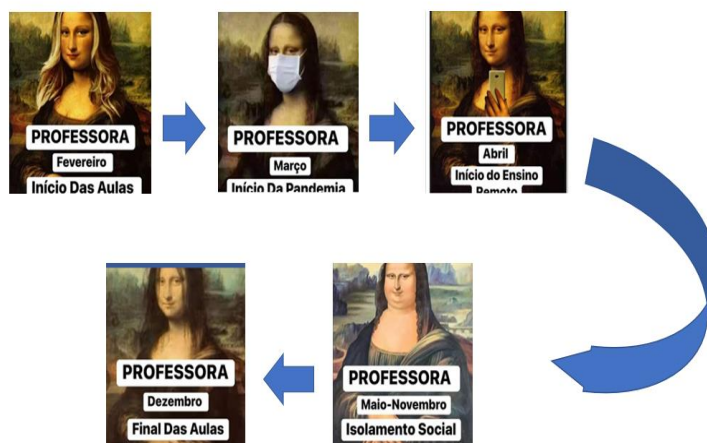 PROFESSORA
Fevereiro
Início Das Aulas
PROFESSORA
Março
Início Da Pandemia
PROFESSORA
Abril
Início do Ensino
Remoto
PROFESSORA
Maio-Novembro
Isolamento Social
PROFESSORA
Dezembro
Final Das Aulas